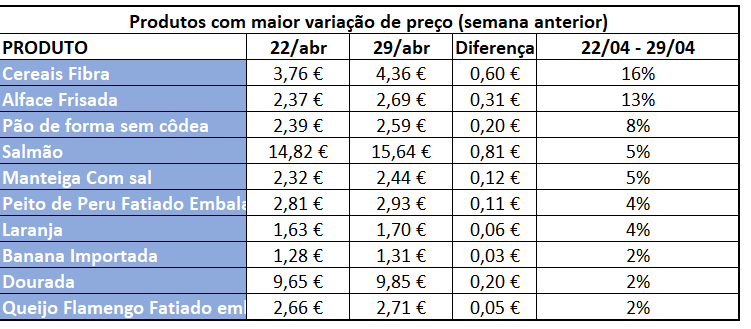 Produtos com maior variação de preço (semana anterior)
PRODUTO 22/abr 29/abr Diferença 22/04 - 29/04
Cereais Fibra 3,76 € 4,36 € 0,60 € 16%
Alface Frisada 2,37 € 2,69 € 0,31 € 13%
Pão de forma sem côdea 2,39 € 2,59 € 0,20 € 8%
Salmão 14,82 € 15,64 € 0,81 € 5%
Manteiga Com sal 2,32 € 2,44 € 0,12 € 5%
Peito de Peru Fatiado Embala 2,81 € 2,93 € 0,11 € 4%
Laranja 1,63 € 1,70 € 0,06 € 4%
Banana Importada 1,28 € 1,31 € 0,03 € 2%
Dourada 9,65 € 9,85 € 0,20 € 2%
Queijo Flamengo Fatiado emb 2,66 € 2,71 € 0,05 € 2%